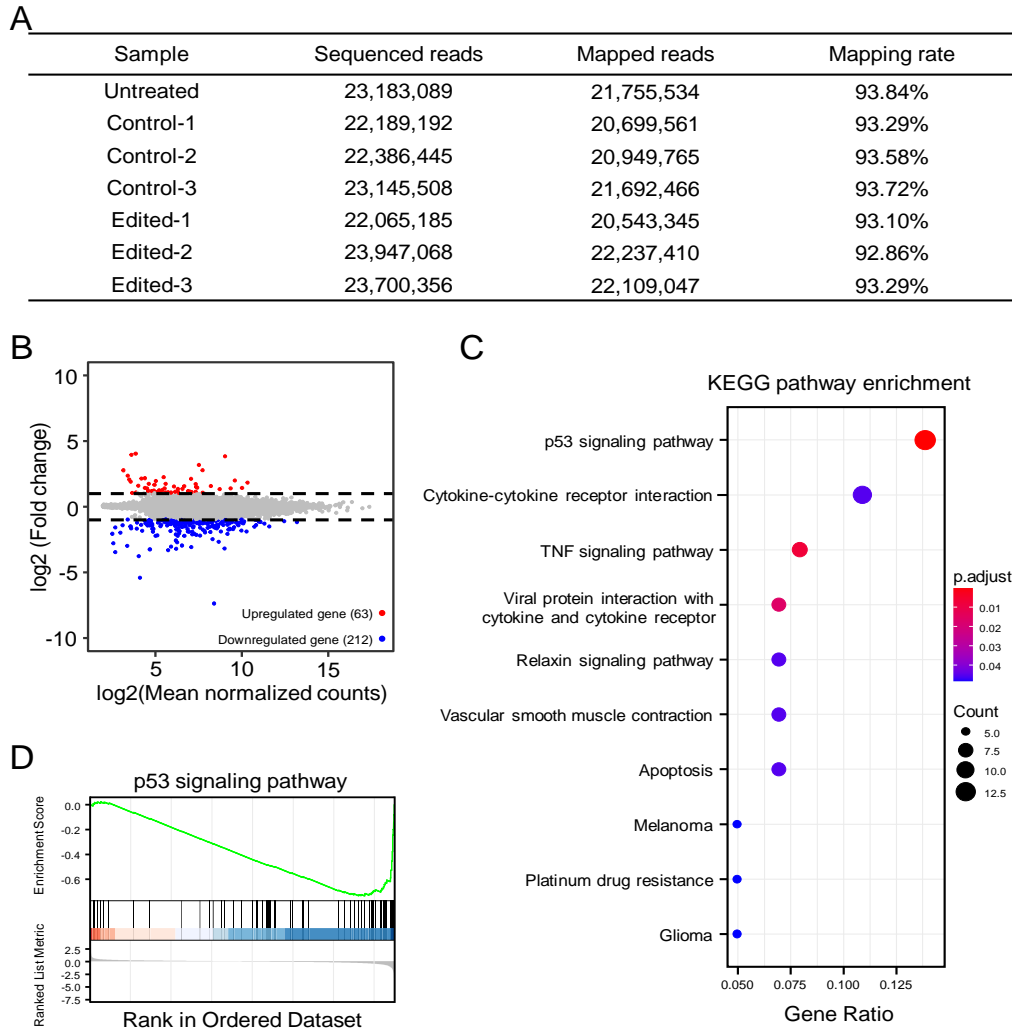 A
Sample Sequenced reads Mapped reads Mapping rate
Untreated 23,183,089 21,755,534 93.84%
Control-1 22,189,192 20,699,561 93.29%
Control-2 22,386,445 20,949,765 93.58%
Control-3 23,145,508 21,692,466 93.72%
Edited-1 22,065,185 20,543,345 93.10%
Edited-2 23,947,068 22,237,410 92.86%
Edited-3 23,700,356 22,109,047 93.29%
B
log2 (Fold change)
10
5
0
-5
-10
Upregulated gene (63)
Downregulated gene (212)
5 10 15
log2(Mean normalized counts)
C
KEGG pathway enrichment
p53 signaling pathway
Cytokine-cytokine receptor interaction
TNF signaling pathway
Viral protein interaction with
cytokine and cytokine receptor
Relaxin signaling pathway
Vascular smooth muscle contraction
Apoptosis
Melanoma
Platinum drug resistance
Glioma
0.050 0.075 0.100 0.125
Gene Ratio
p.adjust
0.01
0.02
0.03
0.04
Count
5.0
7.5
10.0
12.5
D
p53 signaling pathway
Enrichment Score
0.0
-0.2
-0.4
-0.6
Ranked List Metric
2.5
0.0
-2.5
-5.0
-7.5
Rank in Ordered Dataset